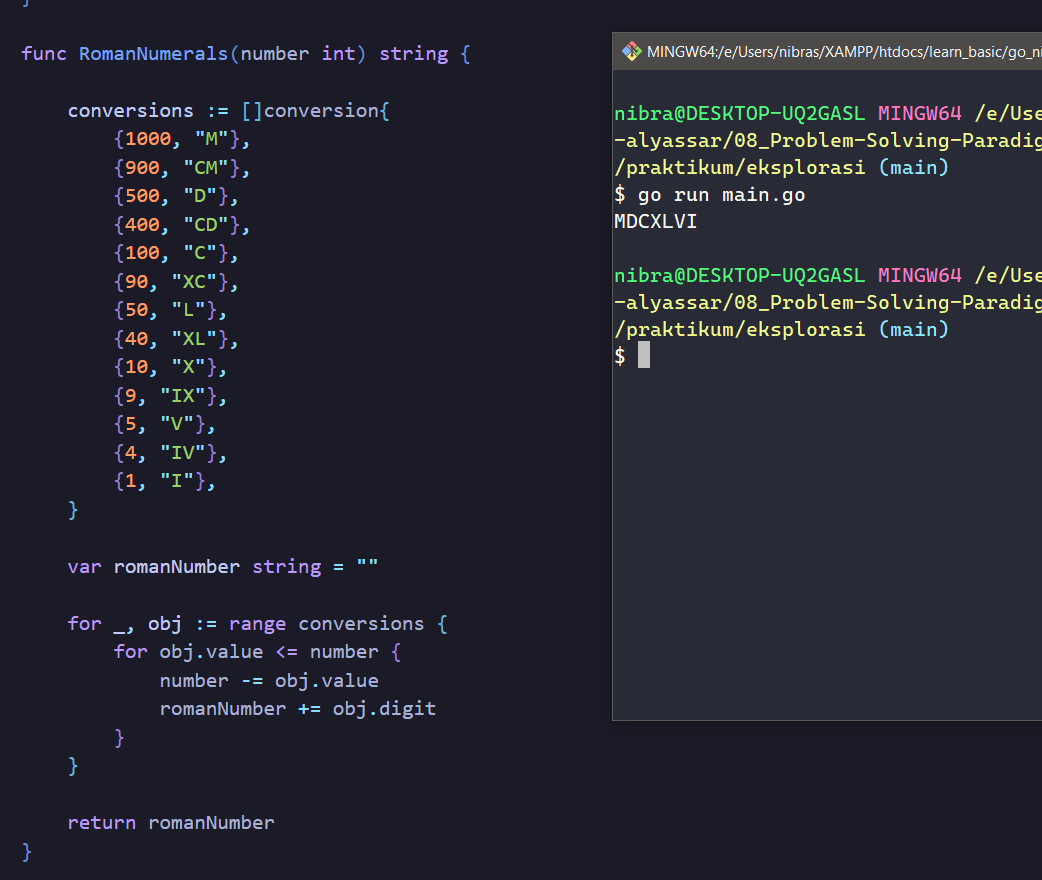 }
func RomanNumerals(number int) string {
conversions := []conversion{
{1000, "M"},
{900, "CM"},
{500, "D"},
{400, "CD"},
{100, "C"},
{90, "XC"},
{50, "L"},
{40, "XL"},
{10, "X"},
{9, "IX"},
{5, "V"},
{4, "IV"},
{1, "I"},
}
var romanNumber string = ""
for _, obj := range conversions {
for obj.value <= number {
number -= obj.value
romanNumber += obj.digit
}
}
return romanNumber
}
MINGW64:/e/Users/nibras/XAMPP/htdocs/learn_basic/go_ni
nibra@DESKTOP-UQ2GASL MINGW64 /e/Use
-alyassar/08_Problem-Solving-Paradig
/praktikum/eksplorasi (main)
$ go run main.go
MDCXLVI
nibra@DESKTOP-UQ2GASL MINGW64 /e/Use
-alyassar/08_Problem-Solving-Paradig
/praktikum/eksplorasi (main)
$